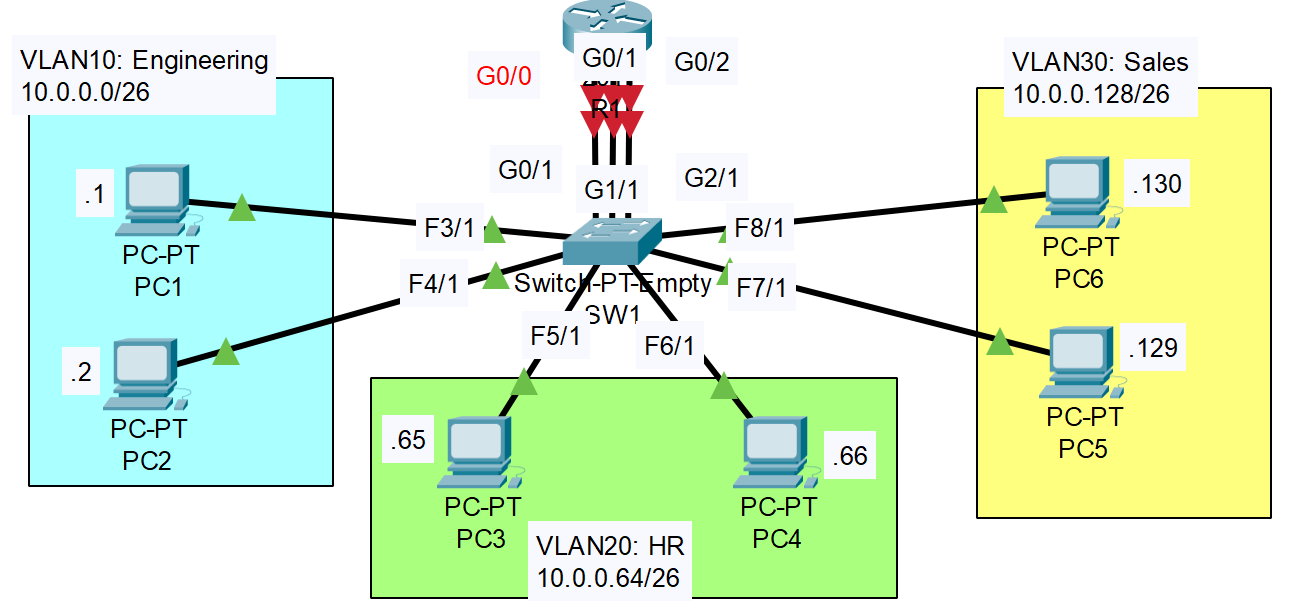 VLAN10: Engineering
10.0.0.0/26
G0/0
G0/1
G0/2
R1
VLAN30: Sales
10.0.0.128/26
G0/1
G1/1
G2/1
.1
PC-PT
PC1
F3/1
F8/1
.130
PC-PT
PC6
F4/1
Switch-PT-Empty
SW1
F7/1
.2
PC-PT
PC2
F5/1
F6/1
.129
PC-PT
PC5
.65
PC-PT
PC3
.66
PC-PT
PC4
VLAN20: HR
10.0.0.64/26